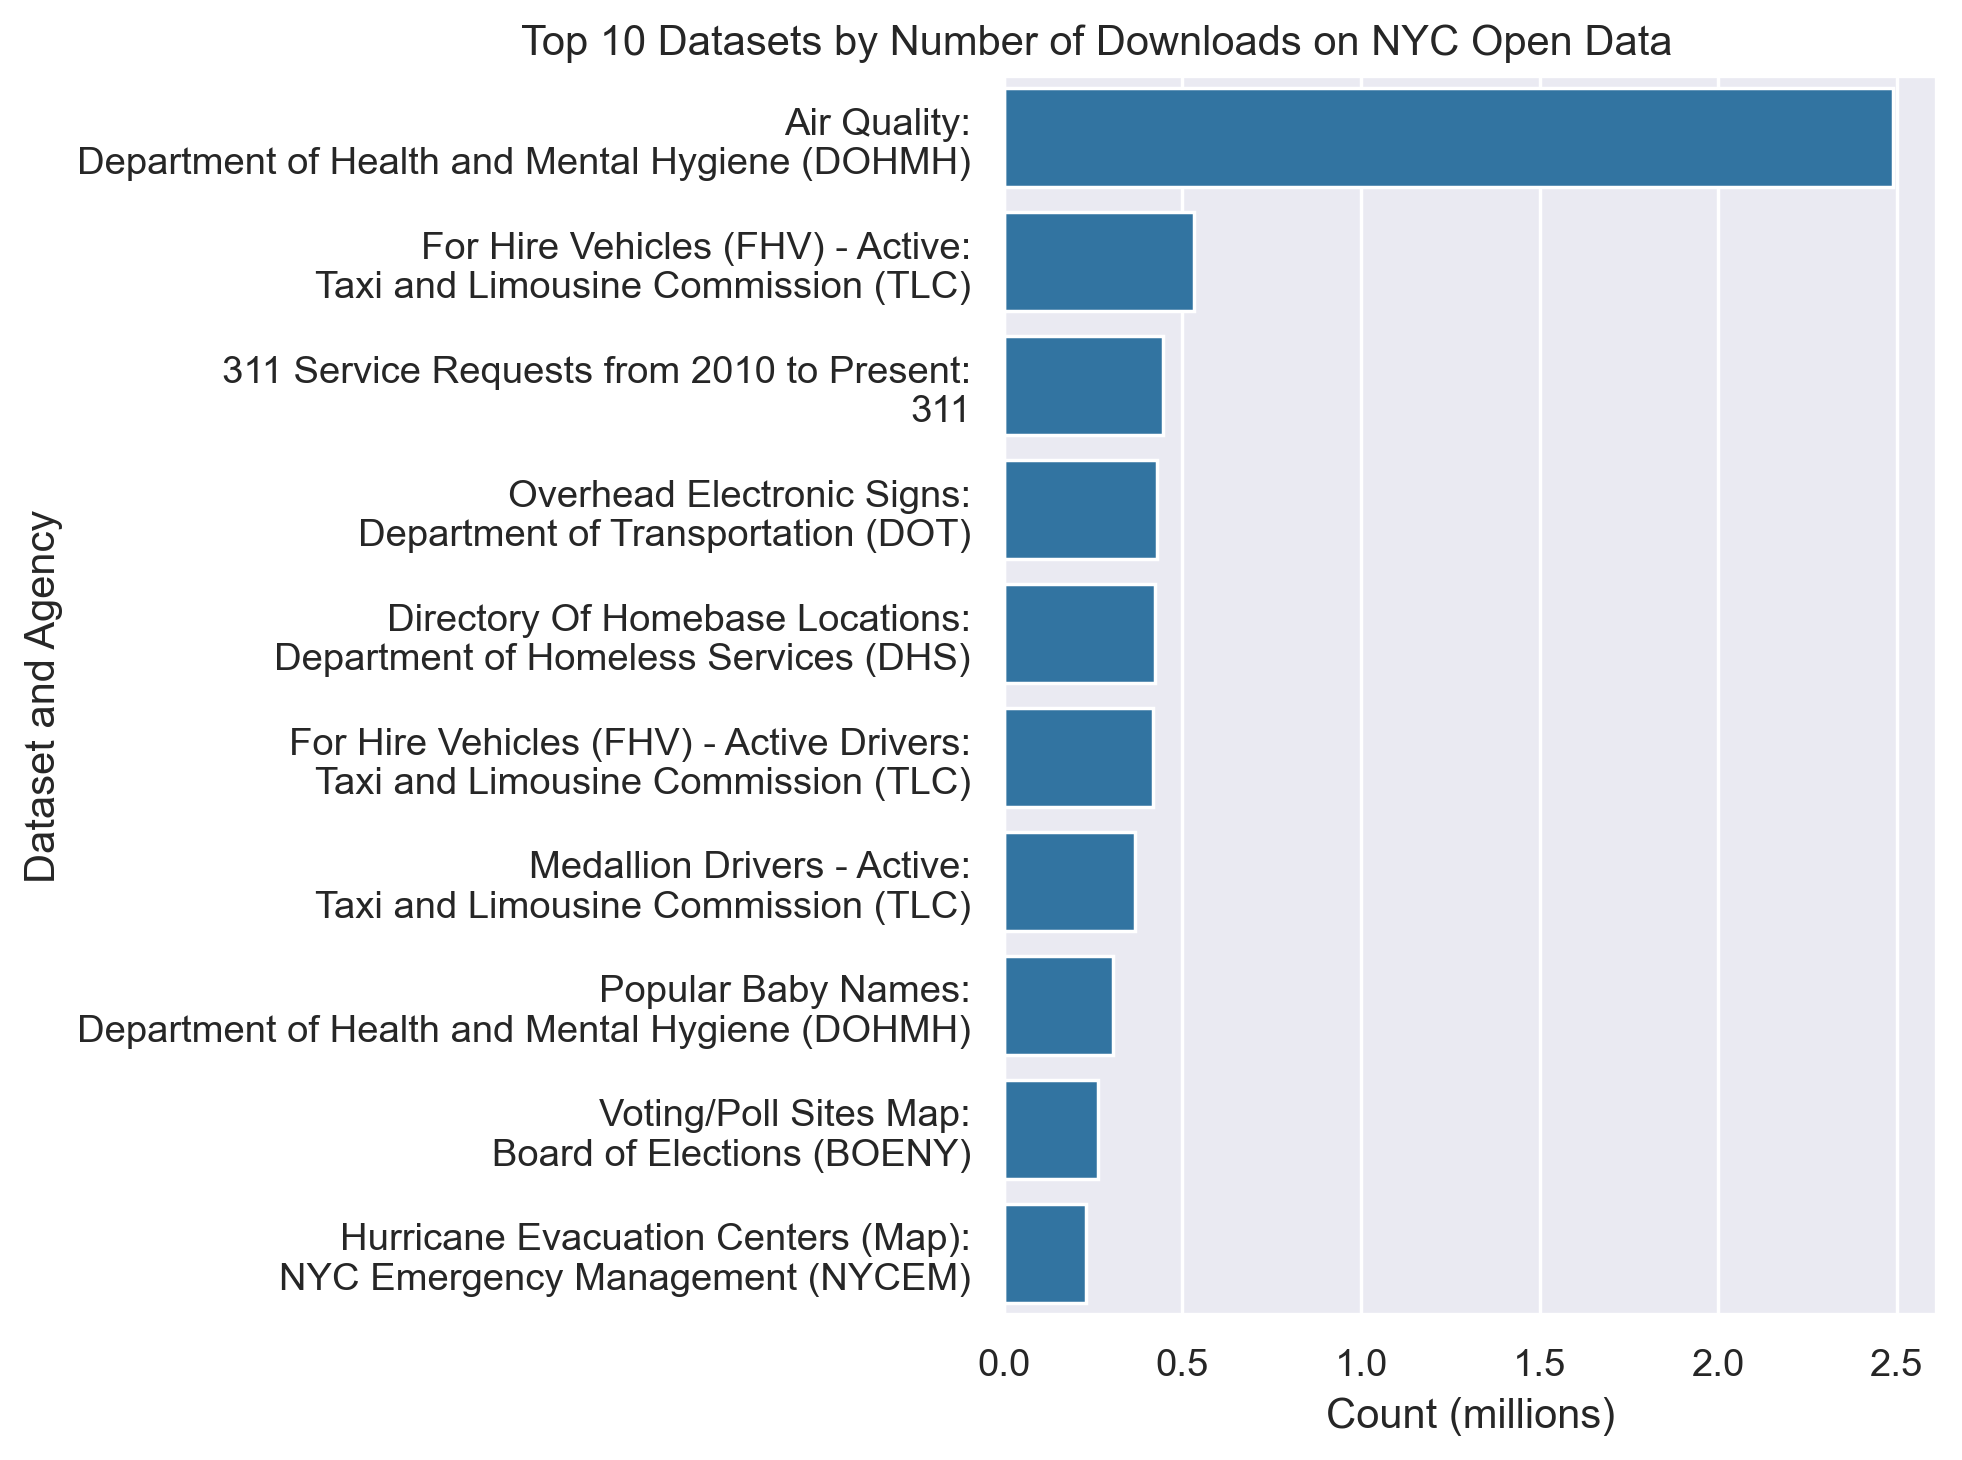 Top 10 Datasets by Number of Downloads on NYC Open Data
Dataset and Agency
Air Quality:
Department of Health and Mental Hygiene (DOHMH)
For Hire Vehicles (FHV) - Active:
Taxi and Limousine Commission (TLC)
311 Service Requests from 2010 to Present:
311
Overhead Electronic Signs:
Department of Transportation (DOT)
Directory Of Homebase Locations:
Department of Homeless Services (DHS)
For Hire Vehicles (FHV) - Active Drivers:
Taxi and Limousine Commission (TLC)
Medallion Drivers - Active:
Taxi and Limousine Commission (TLC)
Popular Baby Names:
Department of Health and Mental Hygiene (DOHMH)
Voting/Poll Sites Map:
Board of Elections (BOENY)
Hurricane Evacuation Centers (Map):
NYC Emergency Management (NYCEM)
0.0 0.5 1.0 1.5 2.0 2.5
Count (millions)